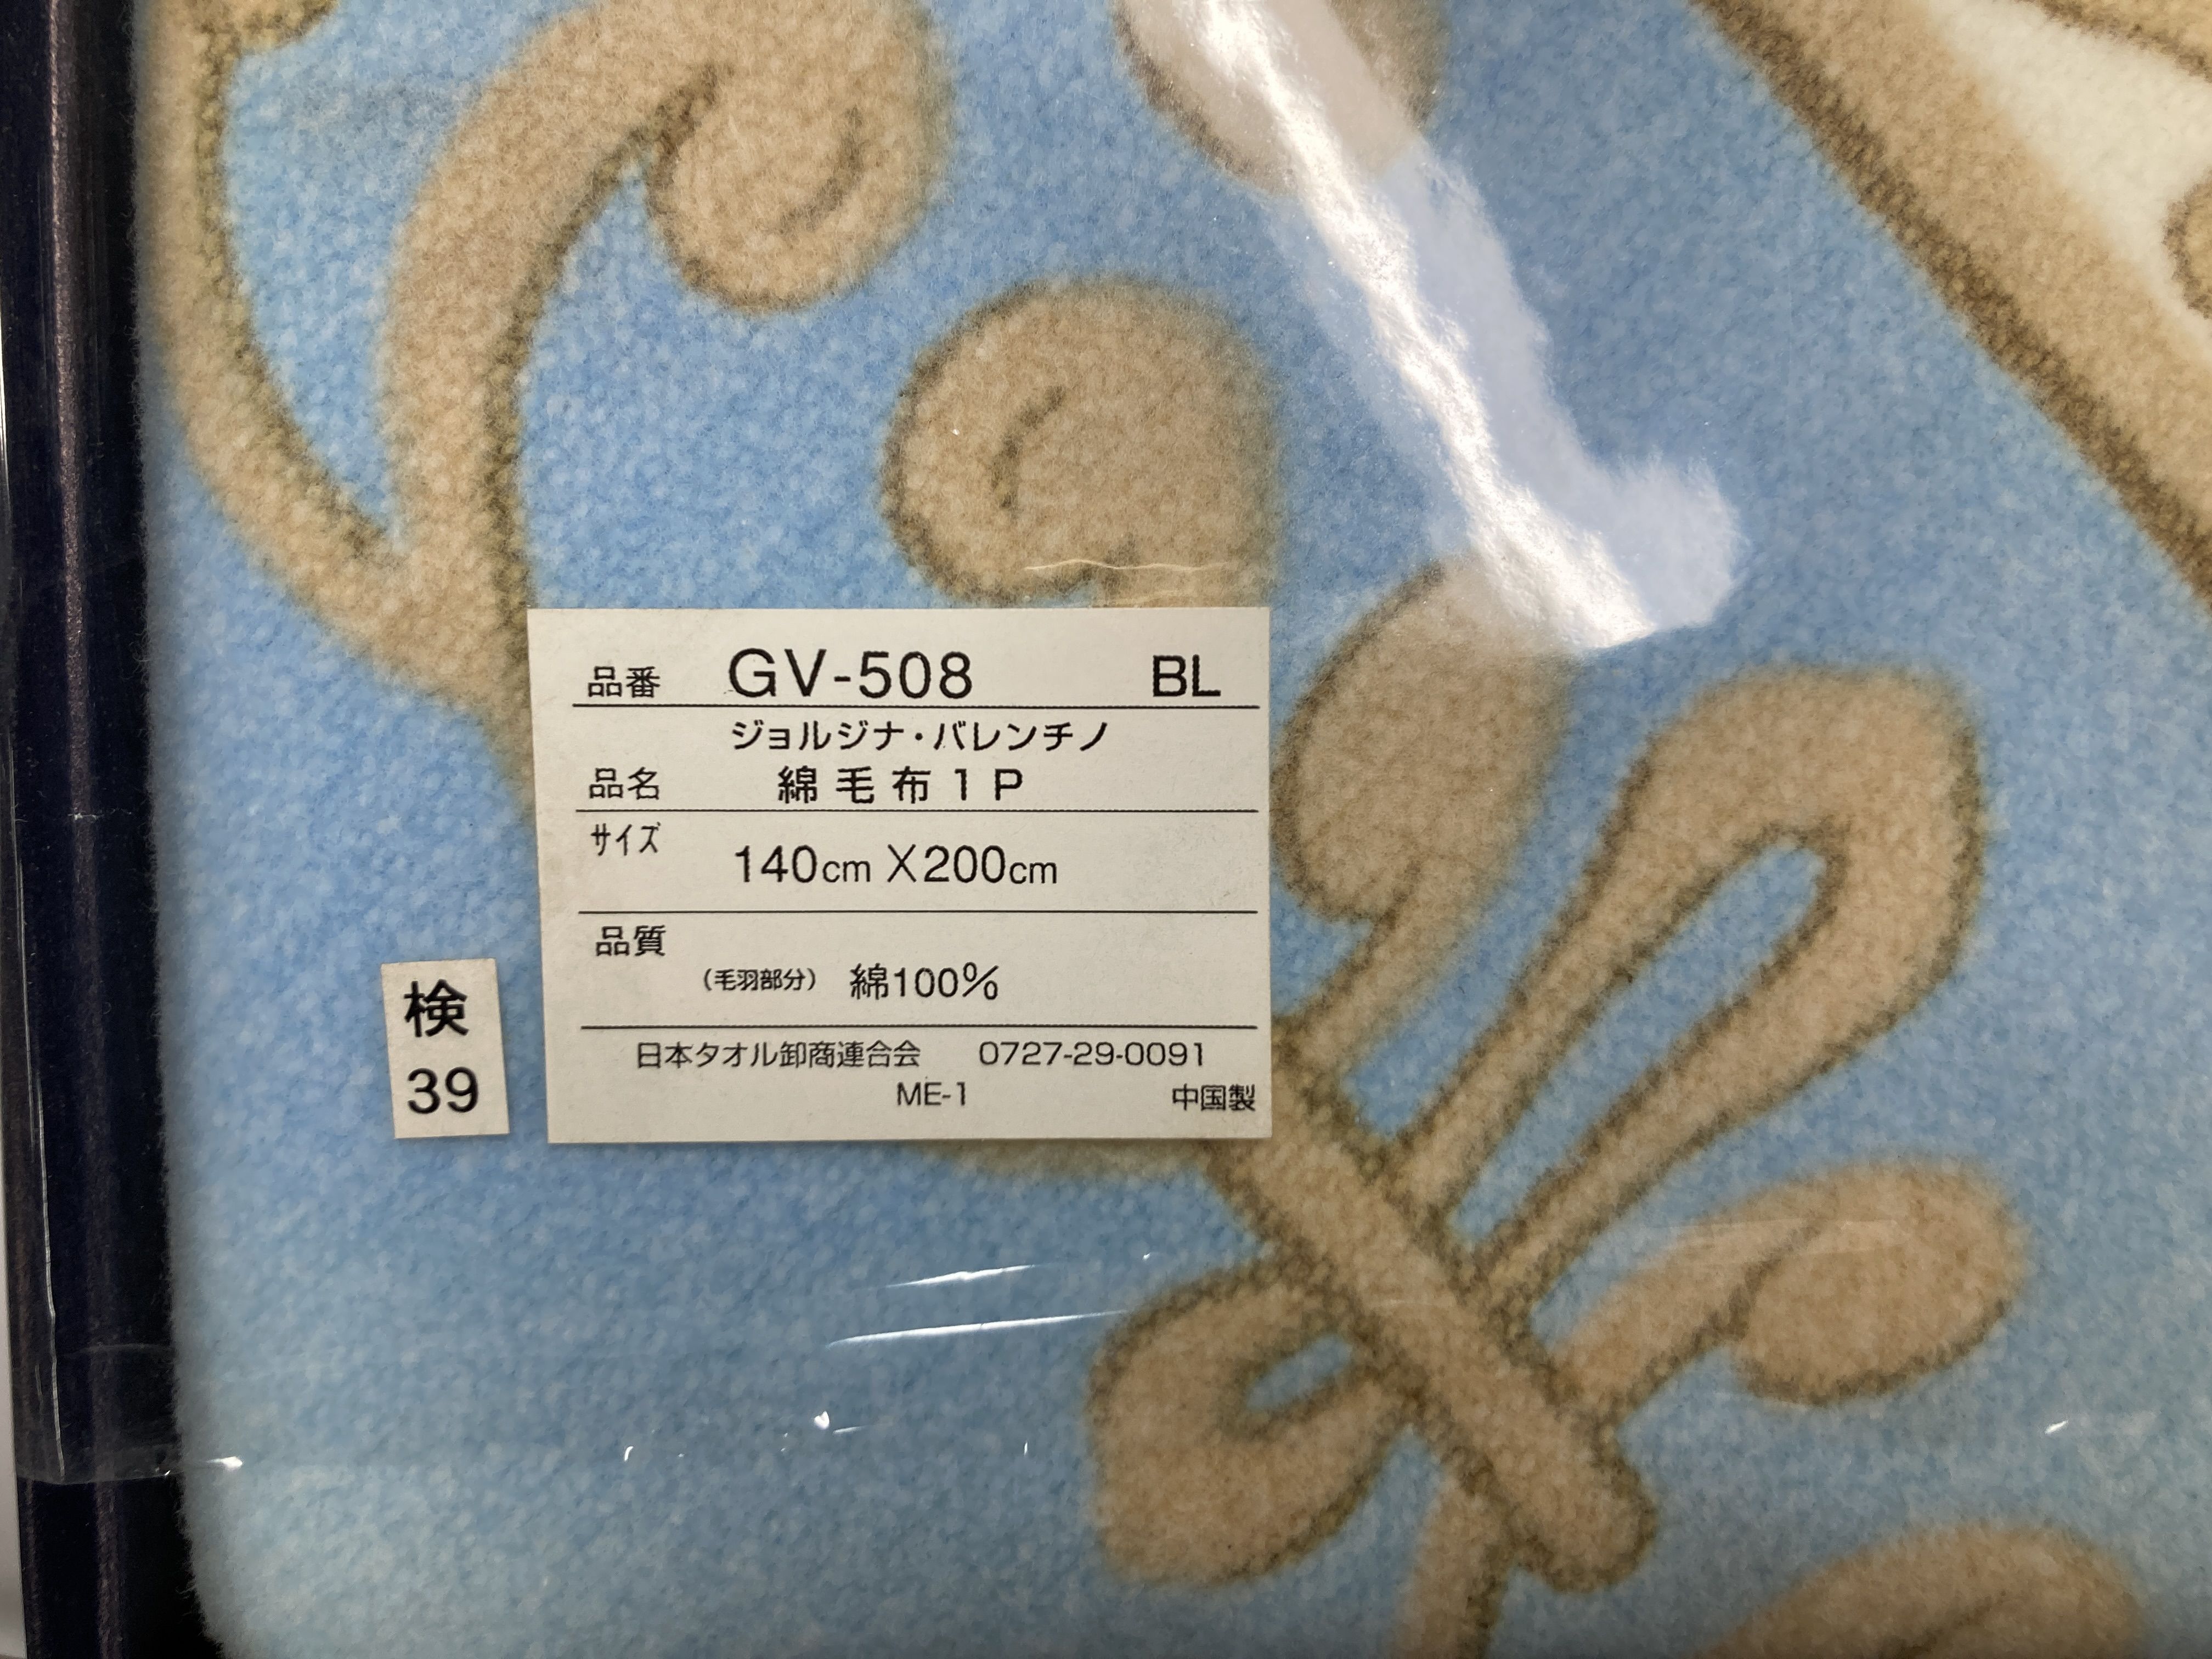 品番 GV-508 BL
ジョルジナ・バレンチノ
品名 綿毛布1P
サイズ
140cm X200cm
品質
(毛羽部分) 綿100%
日本タオル卸商連合会 0727-29-0091
ME-1 中国製
検
39